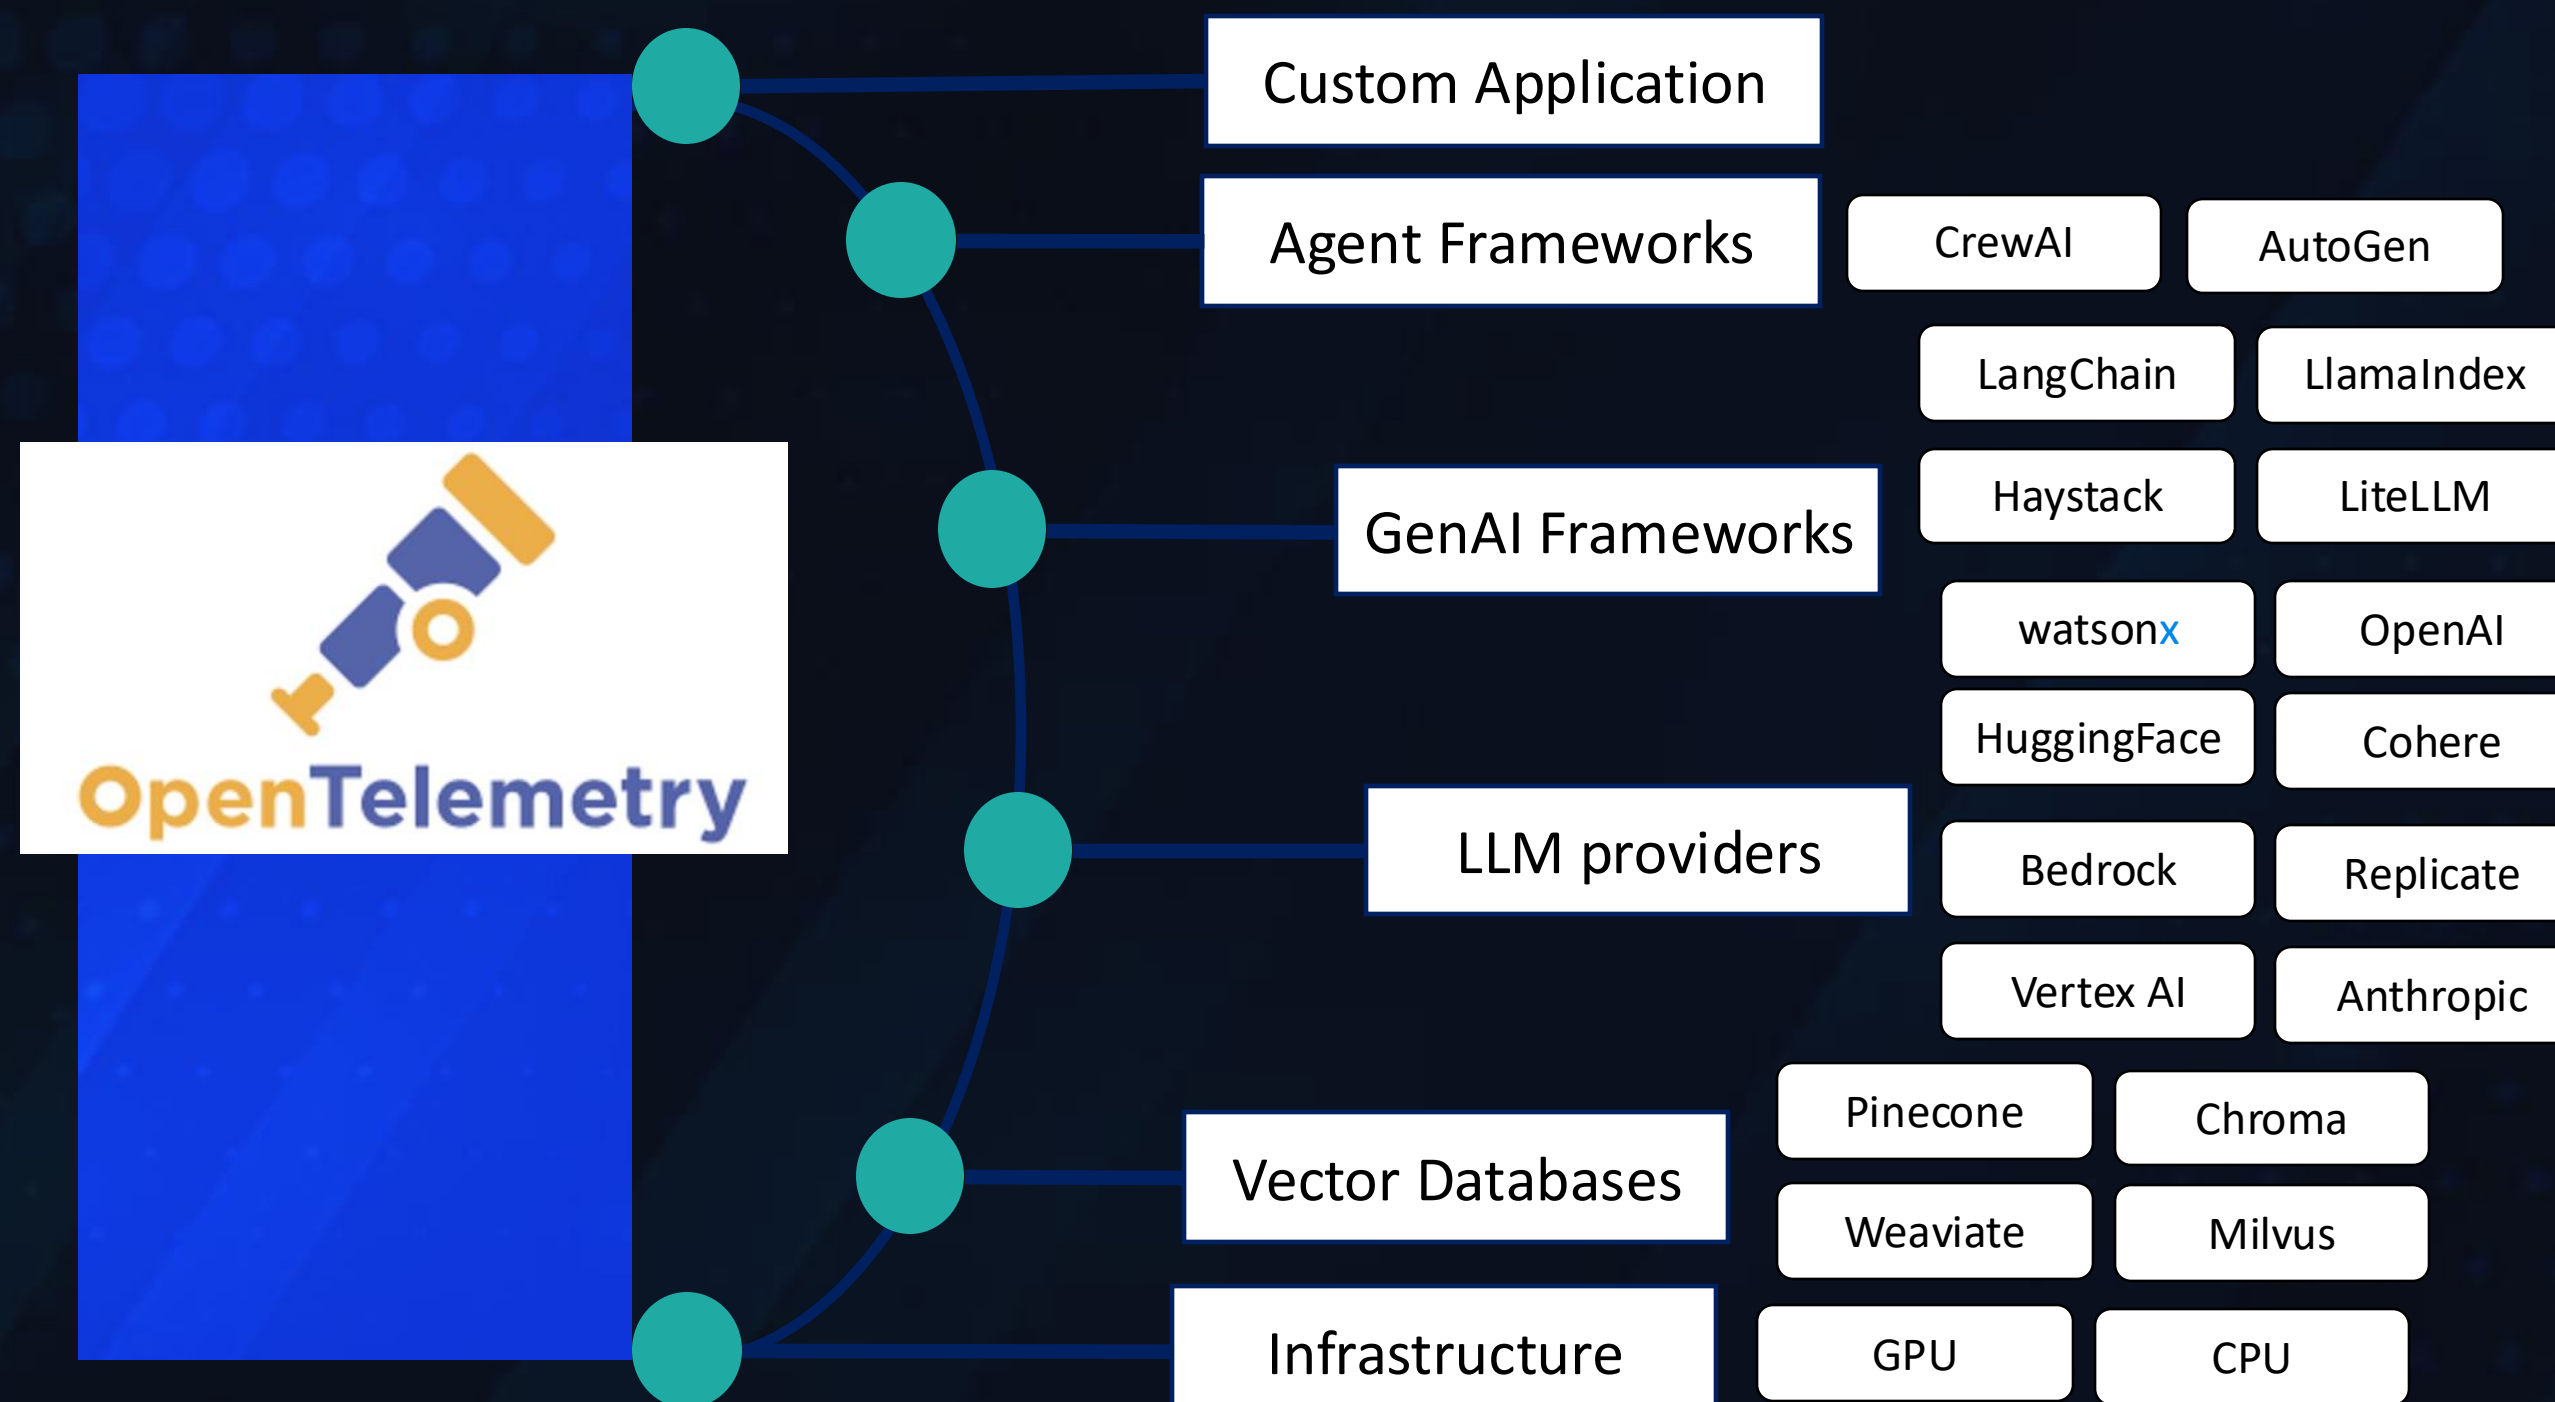 Custom Application
Agent Frameworks
CrewAI
AutoGen
LangChain
LlamaIndex
GenAI Frameworks
Haystack
LiteLLM
OpenTelemetry
watsonx
OpenAI
HuggingFace
Cohere
LLM providers
Bedrock
Replicate
Vertex AI
Anthropic
Vector Databases
Pinecone
Chroma
Weaviate
Milvus
Infrastructure
GPU
CPU